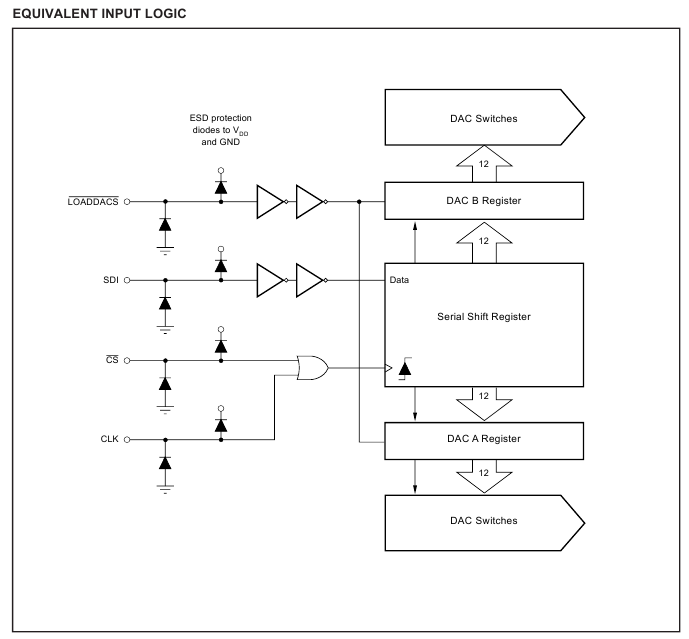 EQUIVALENT INPUT LOGIC
ESD protection
diodes to VDD
and GND
DAC Switches
12
LOADDACS
DAC B Register
12
SDI
Data
Serial Shift Register
CS
12
CLK
DAC A Register
12
DAC Switches